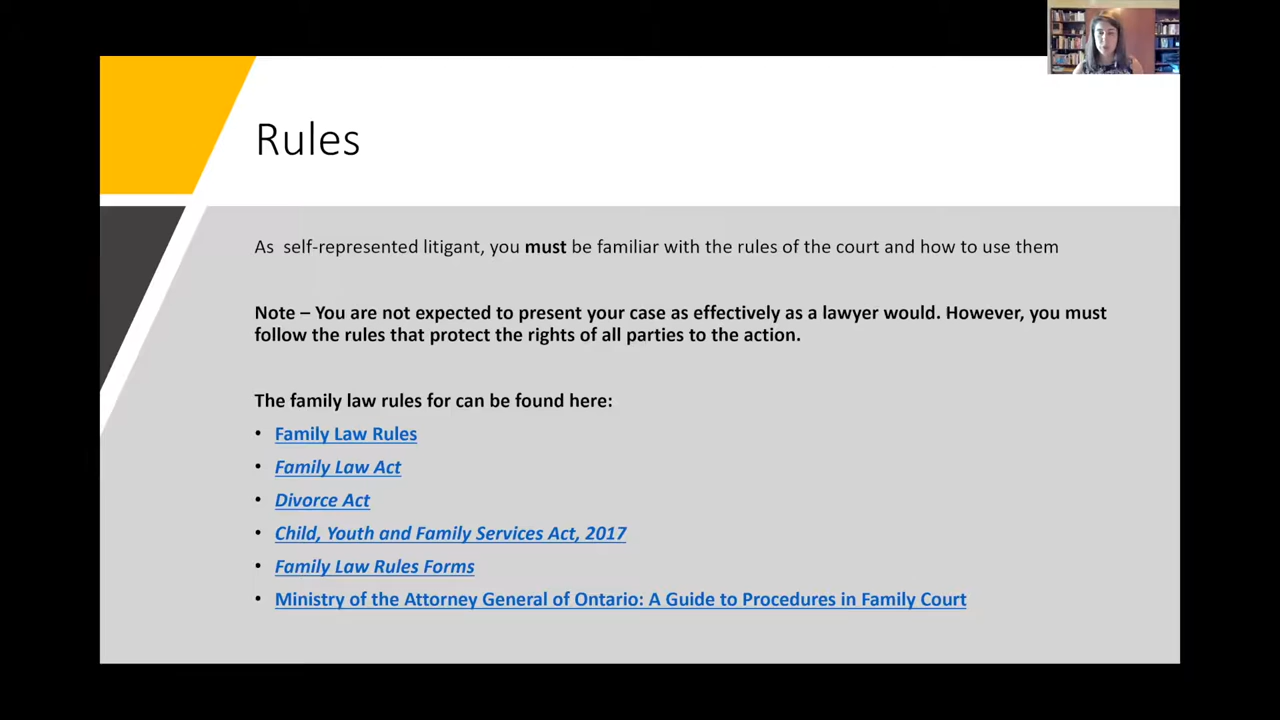 Rules
As self-represented litigant, you must be familiar with the rules of the court and how to use them
Note – You are not expected to present your case as effectively as a lawyer would. However, you must
follow the rules that protect the rights of all parties to the action.
The family law rules for can be found here:
• Family Law Rules
• Family Law Act
• Divorce Act
• Child, Youth and Family Services Act, 2017
• Family Law Rules Forms
• Ministry of the Attorney General of Ontario: A Guide to Procedures in Family Court